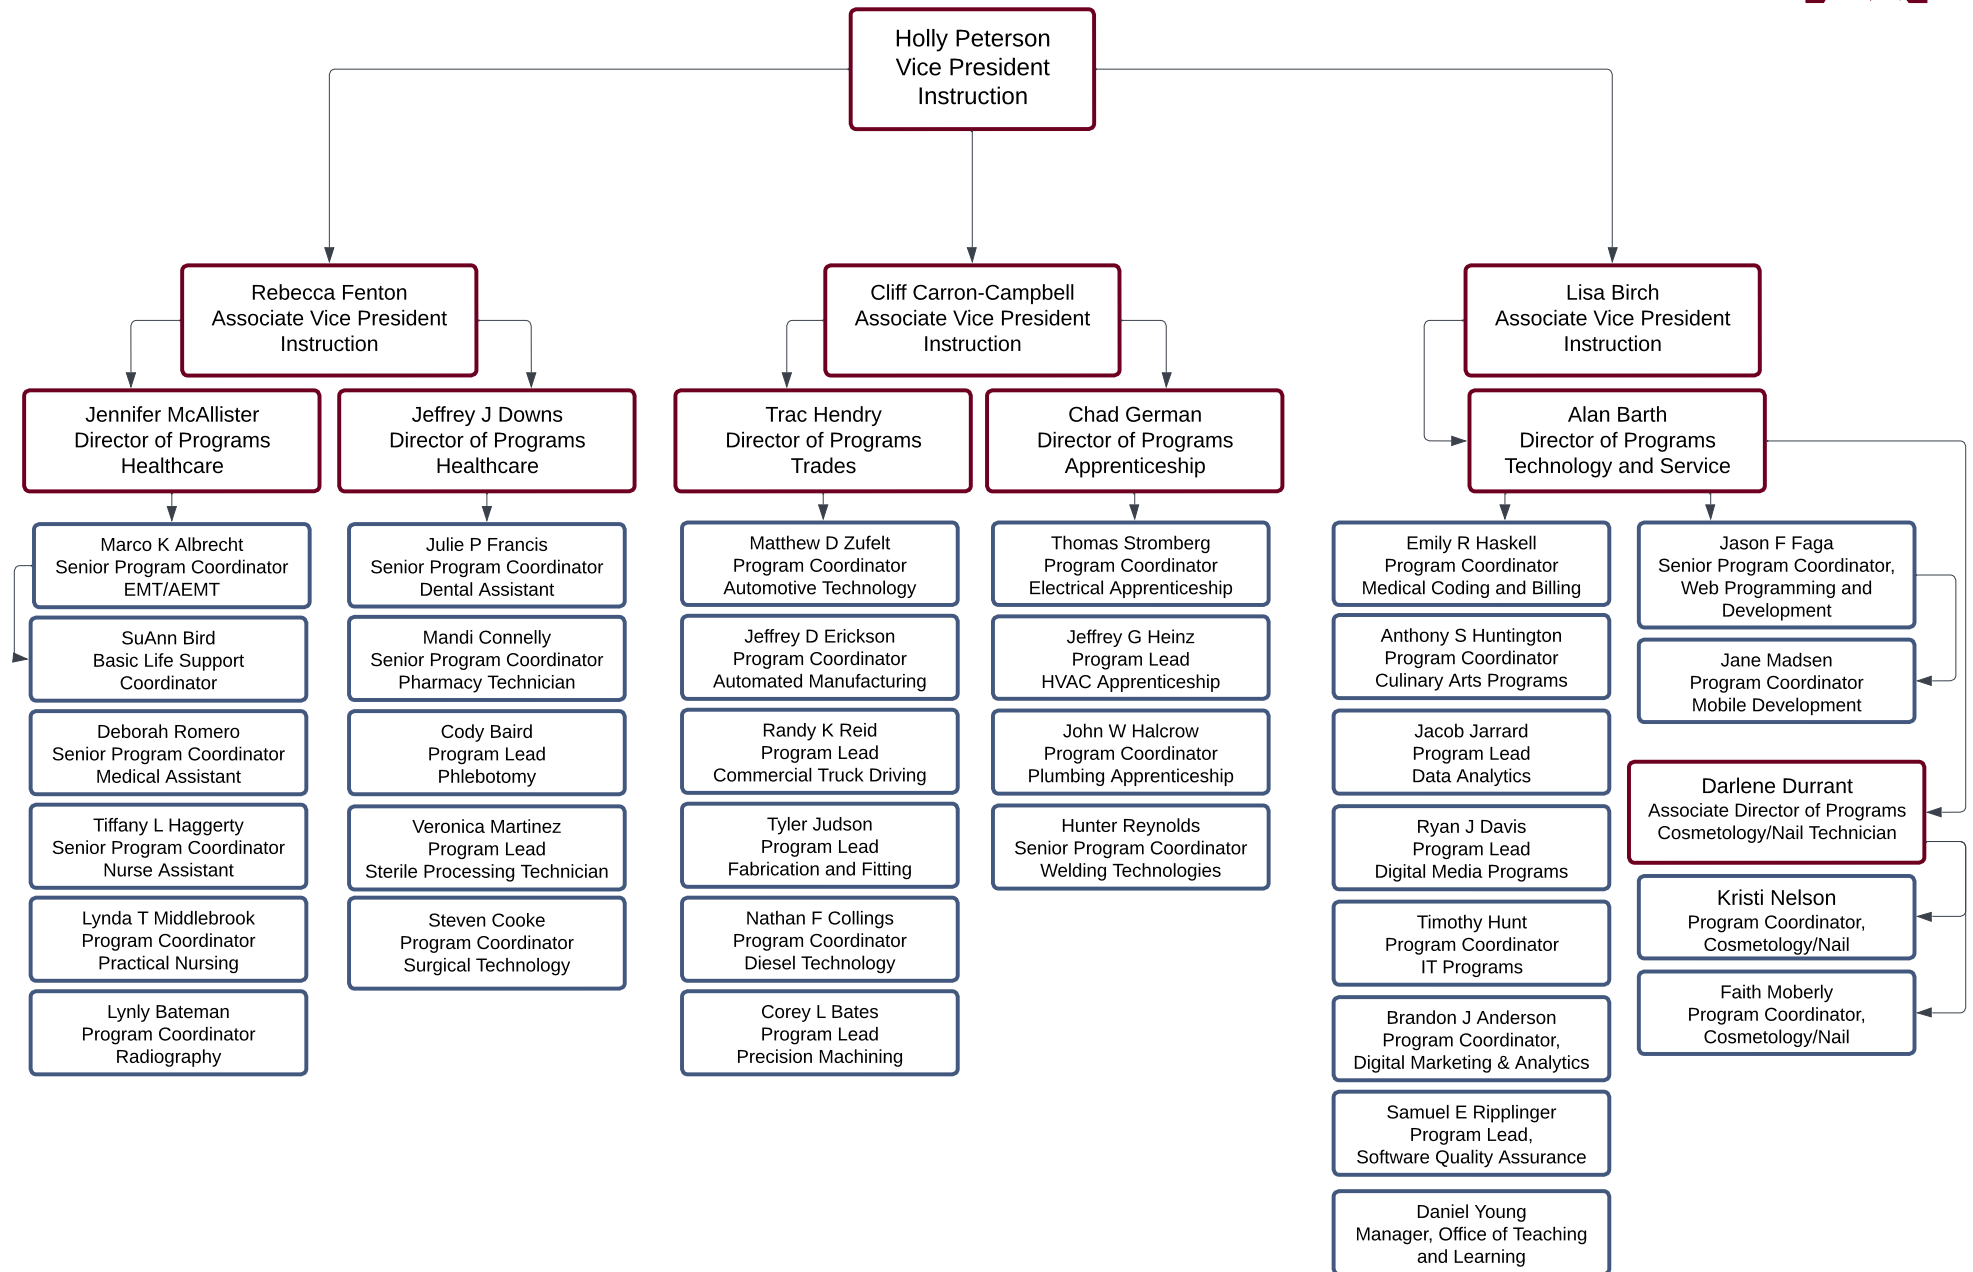 Holly Peterson
Vice President
Instruction
Rebecca Fenton
Associate Vice President
Instruction
Cliff Carron-Campbell
Associate Vice President
Instruction
Lisa Birch
Associate Vice President
Instruction
Jennifer McAllister
Director of Programs
Healthcare
Jeffrey J Downs
Director of Programs
Healthcare
Trac Hendry
Director of Programs
Trades
Chad German
Director of Programs
Apprenticeship
Alan Barth
Director of Programs
Technology and Service
Marco K Albrecht
Senior Program Coordinator
EMT/AEMT
SuAnn Bird
Basic Life Support
Coordinator
Deborah Romero
Senior Program Coordinator
Medical Assistant
Tiffany L Haggerty
Senior Program Coordinator
Nurse Assistant
Lynda T Middlebrook
Program Coordinator
Practical Nursing
Lynly Bateman
Program Coordinator
Radiography
Julie P Francis
Senior Program Coordinator
Dental Assistant
Mandi Connelly
Senior Program Coordinator
Pharmacy Technician
Cody Baird
Program Lead
Phlebotomy
Veronica Martinez
Program Lead
Sterile Processing Technician
Steven Cooke
Program Coordinator
Surgical Technology
Matthew D Zufelt
Program Coordinator
Automotive Technology
Jeffrey D Erickson
Program Coordinator
Automated Manufacturing
Randy K Reid
Program Lead
Commercial Truck Driving
Tyler Judson
Program Lead
Fabrication and Fitting
Nathan F Collings
Program Coordinator
Diesel Technology
Corey L Bates
Program Lead
Precision Machining
Thomas Stromberg
Program Coordinator
Electrical Apprenticeship
Jeffrey G Heinz
Program Lead
HVAC Apprenticeship
John W Halcrow
Program Coordinator
Plumbing Apprenticeship
Hunter Reynolds
Senior Program Coordinator
Welding Technologies
Emily R Haskell
Program Coordinator
Medical Coding and Billing
Anthony S Huntington
Program Coordinator
Culinary Arts Programs
Jacob Jarrard
Program Lead
Data Analytics
Ryan J Davis
Program Lead
Digital Media Programs
Timothy Hunt
Program Coordinator
IT Programs
Brandon J Anderson
Program Coordinator,
Digital Marketing & Analytics
Samuel E Ripplinger
Program Lead,
Software Quality Assurance
Daniel Young
Manager, Office of Teaching
and Learning
Jason F Faga
Senior Program Coordinator,
Web Programming and
Development
Jane Madsen
Program Coordinator
Mobile Development
Darlene Durrant
Associate Director of Programs
Cosmetology/Nail Technician
Kristi Nelson
Program Coordinator,
Cosmetology/Nail
Faith Moberly
Program Coordinator,
Cosmetology/Nail